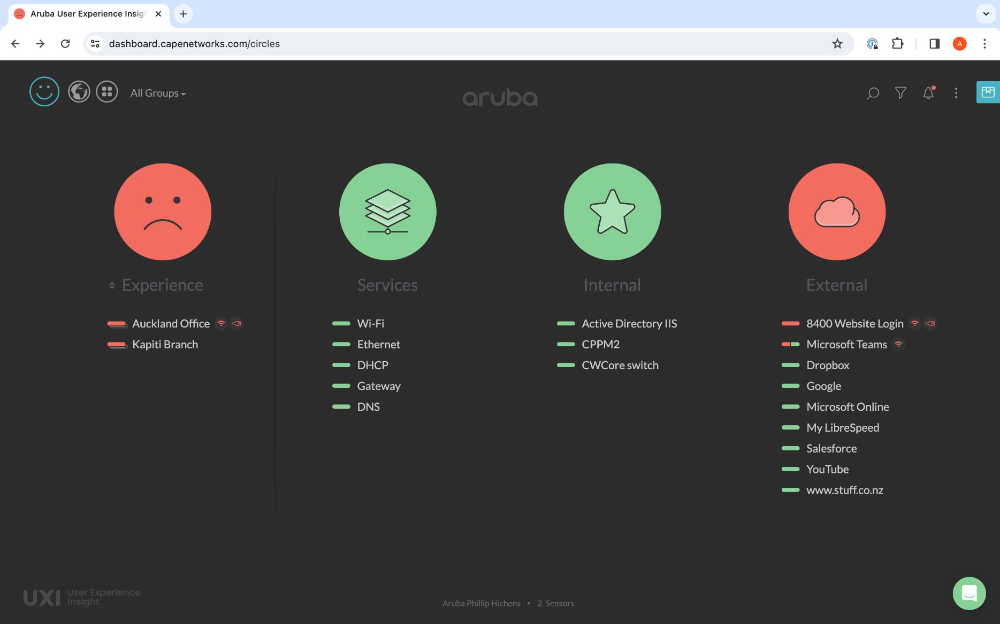 Aruba User Experience Insig
dashboard.capenetworks.com/circles
A
All Groups
aruba
Experience
Auckland Office
Kapiti Branch
Services
Wi-Fi
Ethernet
DHCP
Gateway
DNS
Internal
Active Directory IIS
CPPM2
CWCore switch
External
8400 Website Login
Microsoft Teams
Dropbox
Google
Microsoft Online
My LibreSpeed
Salesforce
YouTube
www.stuff.co.nz
UXI User Experience
Insight
Aruba Phillip Hichens • 2 Sensors